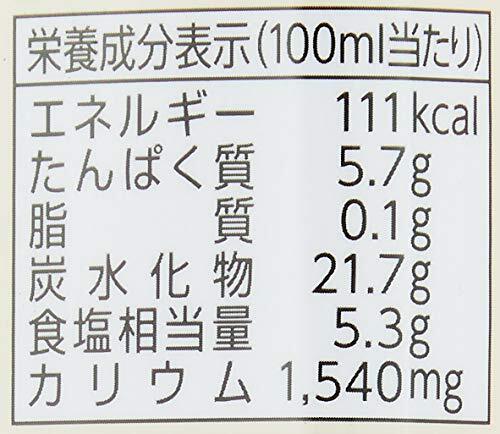 栄養成分表示(100ml当たり)
エネルギー 111kcal
たんぱく質 5.7g
脂質 0.1g
炭水化物 21.7g
食塩相当量 5.3g
カリウム 1,540mg